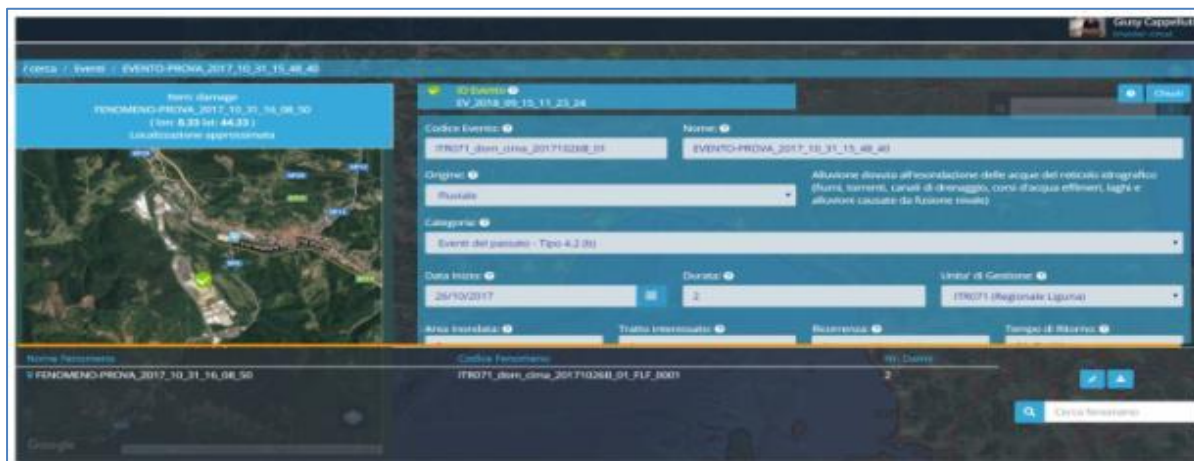 Giuny Cappelluti
/ cerca / Eventi / EVENTO-PROVA_2017_10_31_15_48_40
Item: damage
FENOMENO-PROVA_2017_10_31_16_08_50
( lon: 8.33 lat: 44.33 )
Localizzazione approssimata
ID Evento
EV_2018_09_15_11_23_24
Chiudi
Codice Evento:
Nome:
ITR071_dom_cima_20171026B_01
EVENTO-PROVA_2017_10_31_15_48_40
Origine:
Fluviale
Alluvione dovuta all'esondazione delle acque del reticolo idrografico
(fiumi, torrenti, canali di drenaggio, corsi d'acqua effimeri, laghi e
alluvioni causate da fusione nivale)
Categoria:
Eventi del passato - Tipo 4.2 (b)
Data Inizio:
Durata:
Unita' di Gestione:
26/10/2017
2
ITR071 (Regionale Liguria)
Area Inondata:
Tratto Interessato:
Ricorrenza:
Tempo di Ritorno:
Nome Fenomeno
Codice Fenomeno
Nr. Danni
FENOMENO-PROVA_2017_10_31_16_08_50
ITR071_dom_cima_20171026B_01_FLF_0001
2
Cerca fenomeno
Google